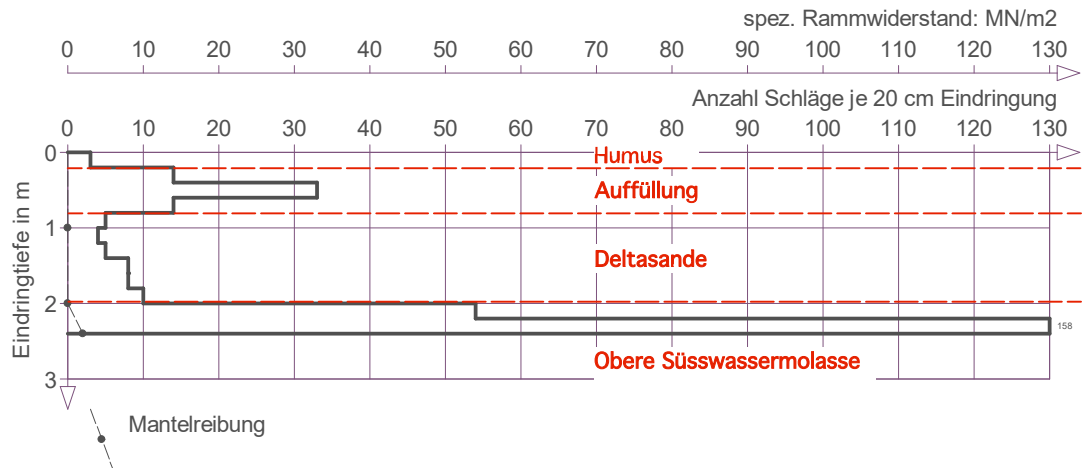 spez. Rammwiderstand: MN/m2
0 10 20 30 40 50 60 70 80 90 100 110 120 130
Anzahl Schläge je 20 cm Eindringung
0 10 20 30 40 50 60 70 80 90 100 110 120 130
Eindringtiefe in m
0
Humus
Auffüllung
1
Deltasande
2
158
Obere Süsswassermolasse
3
Mantelreibung